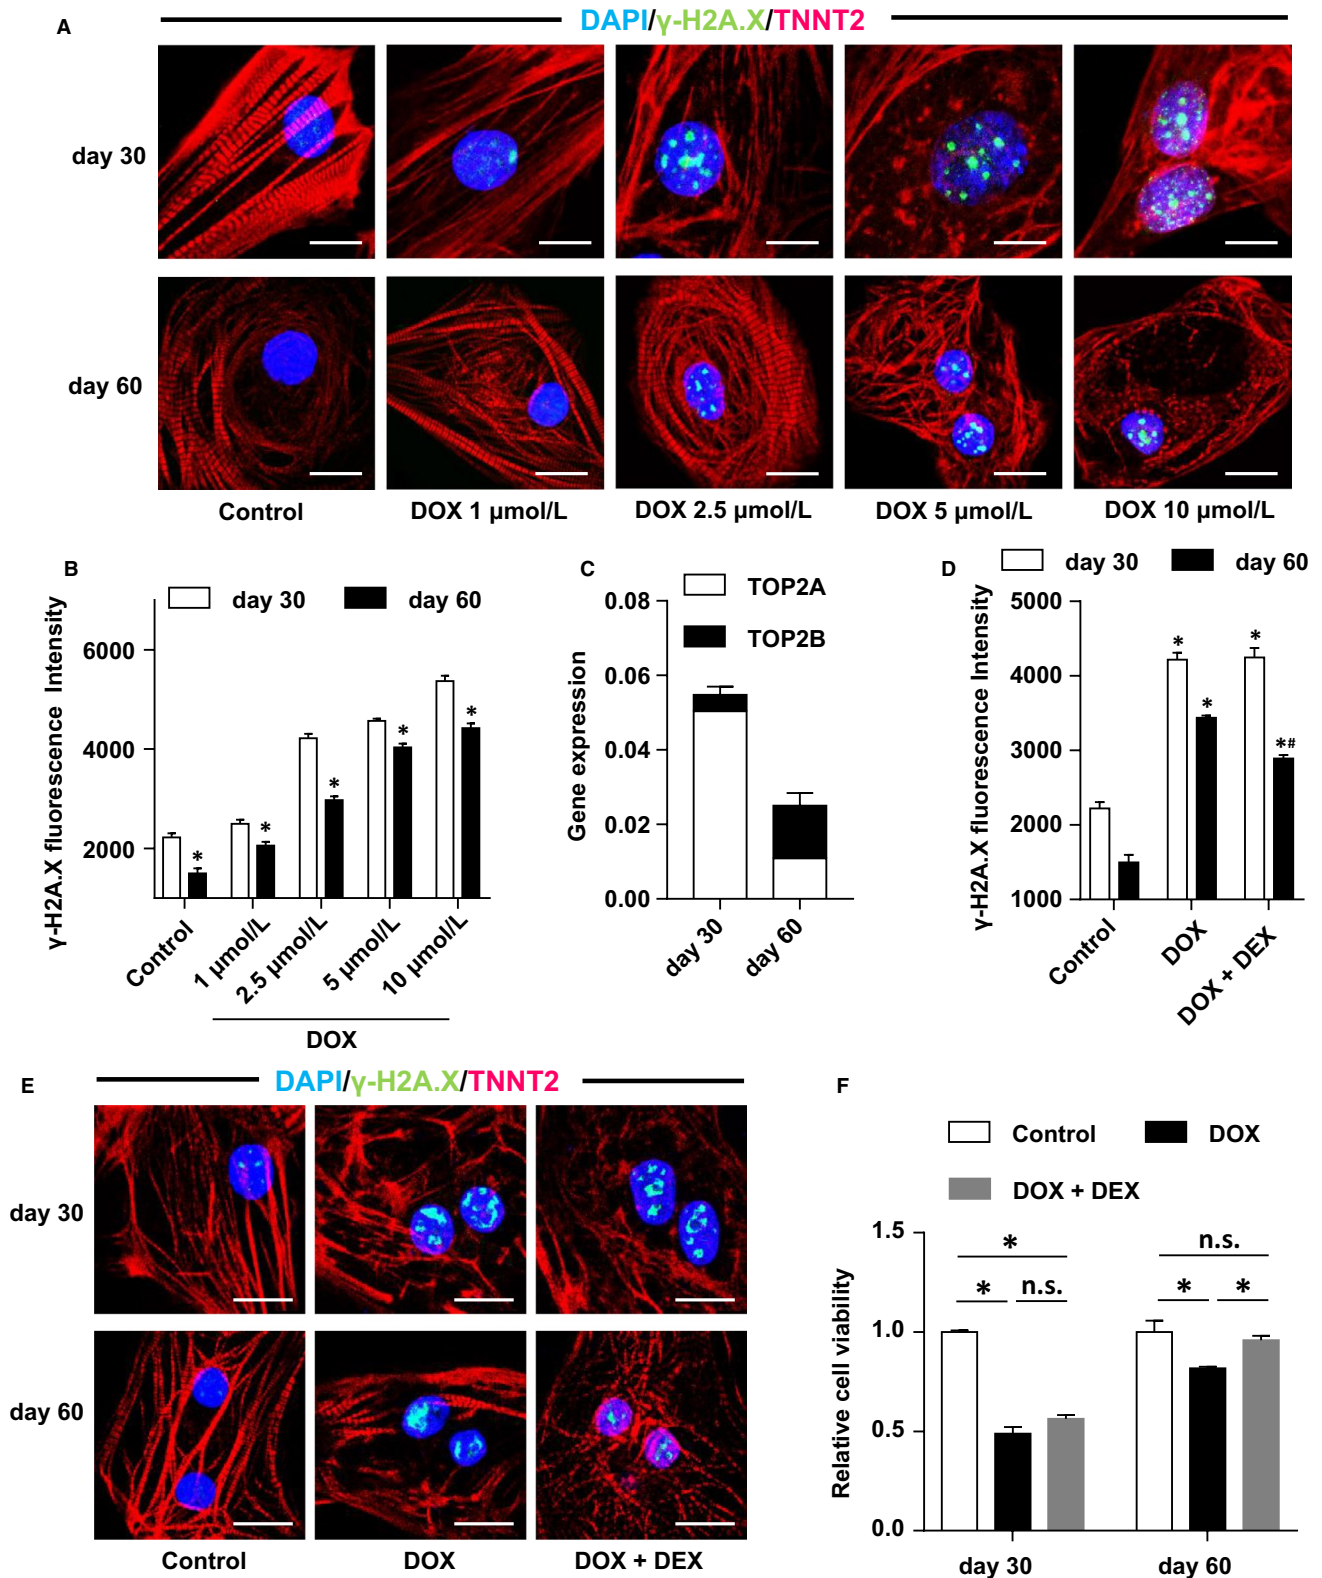 A
DAPI/γ-H2A.X/TNNT2
day 30
day 60
Control
DOX 1 µmol/L
DOX 2.5 µmol/L
DOX 5 µmol/L
DOX 10 µmol/L
B
day 30
day 60
γ-H2A.X fluorescence Intensity
6000
4000
2000
*
*
*
*
*
Control
1 µmol/L
2.5 µmol/L
5 µmol/L
10 µmol/L
DOX
C
TOP2A
TOP2B
Gene expression
0.08
0.06
0.04
0.02
0.00
day 30
day 60
D
day 30
day 60
γ-H2A.X fluorescence Intensity
5000
4000
3000
2000
1000
*
*
*
*#
Control
DOX
DOX + DEX
E
DAPI/γ-H2A.X/TNNT2
day 30
day 60
Control
DOX
DOX + DEX
F
Control
DOX
DOX + DEX
Relative cell viability
1.5
1.0
0.5
0.0
*
* n.s.
n.s.
* *
day 30
day 60